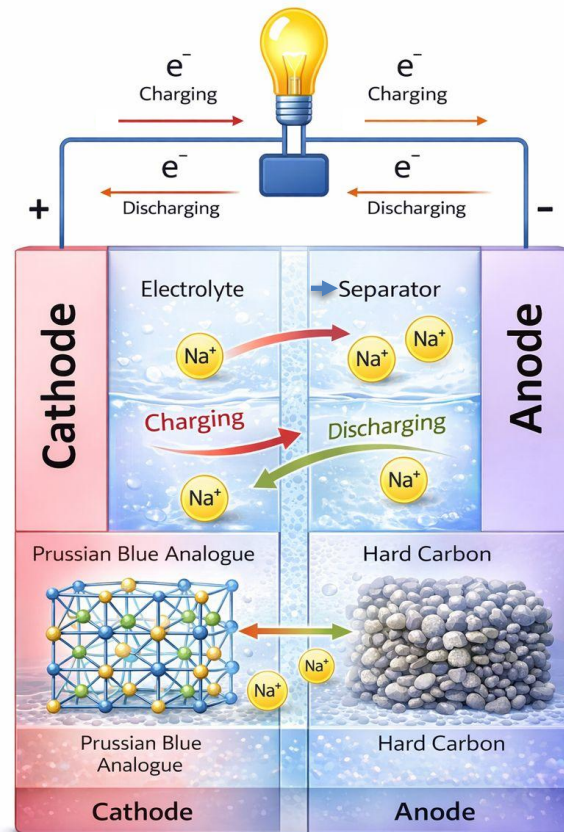 e⁻
Charging
e⁻
Charging
e⁻
Discharging
e⁻
Discharging
+
−
Cathode
Electrolyte
Separator
Anode
Na⁺
Na⁺
Na⁺
Charging
Discharging
Na⁺
Na⁺
Prussian Blue Analogue
Hard Carbon
Na⁺
Na⁺
Prussian Blue
Analogue
Hard Carbon
Cathode
Anode